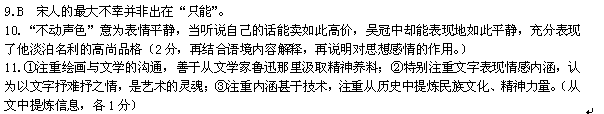 9.B　宋人的最大不幸并非出在“只能”。
10.“不动声色”意为表情平静，当听说自己的话能卖如此高价，吴冠中却能表现地如此平静，充分表现
了他淡泊名利的高尚品格（2 分，再结合语境内容解释，再说明对思想感情的作用。）
11.①注重绘画与文学的沟通，善于从文学家鲁迅那里汲取精神养料；②特别注重文字表现情感内涵，认
为以文字抒难抒之情，是艺术的灵魂；③注重内涵甚于技术，注重从历史中提炼民族文化、精神力量。（从
文中提炼信息，各 1 分）